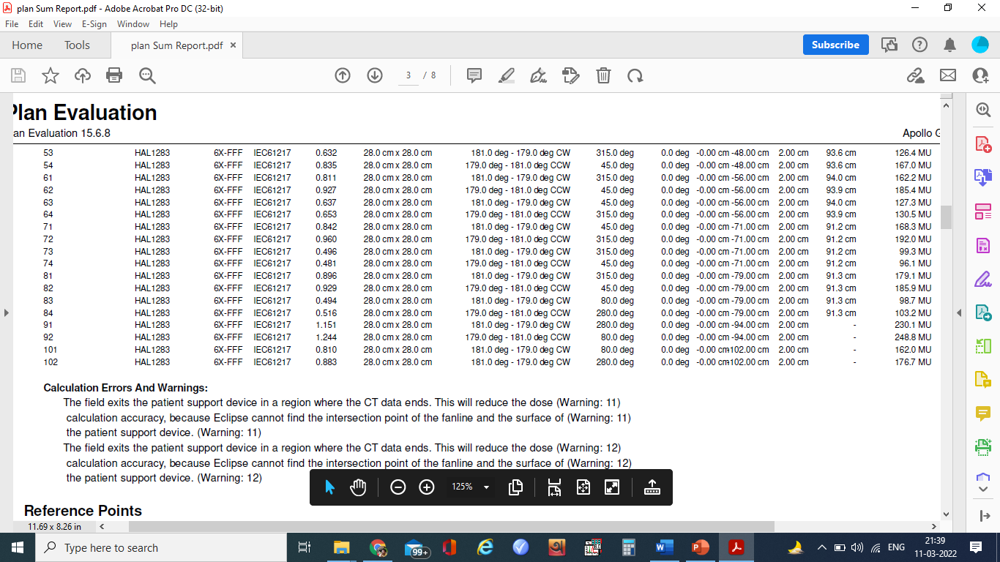 plan Sum Report.pdf - Adobe Acrobat Pro DC (32-bit)
File Edit View E-Sign Window Help
Home Tools plan Sum Report.pdf × Subscribe
3 / 8
Plan Evaluation
an Evaluation 15.6.8 Apollo G
53 HAL1283 6X-FFF IEC61217 0.632 28.0 cm x 28.0 cm 181.0 deg - 179.0 deg CW 315.0 deg 0.0 deg -0.00 cm -48.00 cm 2.00 cm 93.6 cm 126.4 MU
54 HAL1283 6X-FFF IEC61217 0.835 28.0 cm x 28.0 cm 179.0 deg - 181.0 deg CCW 45.0 deg 0.0 deg -0.00 cm -48.00 cm 2.00 cm 93.6 cm 167.0 MU
61 HAL1283 6X-FFF IEC61217 0.811 28.0 cm x 28.0 cm 181.0 deg - 179.0 deg CW 315.0 deg 0.0 deg -0.00 cm -56.00 cm 2.00 cm 94.0 cm 162.2 MU
62 HAL1283 6X-FFF IEC61217 0.927 28.0 cm x 28.0 cm 179.0 deg - 181.0 deg CCW 45.0 deg 0.0 deg -0.00 cm -56.00 cm 2.00 cm 93.9 cm 185.4 MU
63 HAL1283 6X-FFF IEC61217 0.637 28.0 cm x 28.0 cm 181.0 deg - 179.0 deg CW 45.0 deg 0.0 deg -0.00 cm -56.00 cm 2.00 cm 94.0 cm 127.3 MU
64 HAL1283 6X-FFF IEC61217 0.653 28.0 cm x 28.0 cm 179.0 deg - 181.0 deg CCW 315.0 deg 0.0 deg -0.00 cm -56.00 cm 2.00 cm 93.9 cm 130.5 MU
71 HAL1283 6X-FFF IEC61217 0.842 28.0 cm x 28.0 cm 181.0 deg - 179.0 deg CW 45.0 deg 0.0 deg -0.00 cm -71.00 cm 2.00 cm 91.2 cm 168.3 MU
72 HAL1283 6X-FFF IEC61217 0.960 28.0 cm x 28.0 cm 179.0 deg - 181.0 deg CCW 315.0 deg 0.0 deg -0.00 cm -71.00 cm 2.00 cm 91.2 cm 192.0 MU
73 HAL1283 6X-FFF IEC61217 0.496 28.0 cm x 28.0 cm 181.0 deg - 179.0 deg CW 315.0 deg 0.0 deg -0.00 cm -71.00 cm 2.00 cm 91.2 cm 99.3 MU
74 HAL1283 6X-FFF IEC61217 0.481 28.0 cm x 28.0 cm 179.0 deg - 181.0 deg CCW 45.0 deg 0.0 deg -0.00 cm -71.00 cm 2.00 cm 91.2 cm 96.1 MU
81 HAL1283 6X-FFF IEC61217 0.896 28.0 cm x 28.0 cm 181.0 deg - 179.0 deg CW 315.0 deg 0.0 deg -0.00 cm -79.00 cm 2.00 cm 91.3 cm 179.1 MU
82 HAL1283 6X-FFF IEC61217 0.929 28.0 cm x 28.0 cm 179.0 deg - 181.0 deg CCW 45.0 deg 0.0 deg -0.00 cm -79.00 cm 2.00 cm 91.3 cm 185.9 MU
83 HAL1283 6X-FFF IEC61217 0.494 28.0 cm x 28.0 cm 181.0 deg - 179.0 deg CW 80.0 deg 0.0 deg -0.00 cm -79.00 cm 2.00 cm 91.3 cm 98.7 MU
84 HAL1283 6X-FFF IEC61217 0.516 28.0 cm x 28.0 cm 179.0 deg - 181.0 deg CCW 280.0 deg 0.0 deg -0.00 cm -79.00 cm 2.00 cm 91.3 cm 103.2 MU
91 HAL1283 6X-FFF IEC61217 1.151 28.0 cm x 28.0 cm 181.0 deg - 179.0 deg CW 280.0 deg 0.0 deg -0.00 cm -94.00 cm 2.00 cm - 230.1 MU
92 HAL1283 6X-FFF IEC61217 1.244 28.0 cm x 28.0 cm 179.0 deg - 181.0 deg CCW 80.0 deg 0.0 deg -0.00 cm -94.00 cm 2.00 cm - 248.8 MU
101 HAL1283 6X-FFF IEC61217 0.810 28.0 cm x 28.0 cm 181.0 deg - 179.0 deg CW 80.0 deg 0.0 deg -0.00 cm-102.00 cm 2.00 cm - 162.0 MU
102 HAL1283 6X-FFF IEC61217 0.883 28.0 cm x 28.0 cm 181.0 deg - 179.0 deg CW 280.0 deg 0.0 deg -0.00 cm-102.00 cm 2.00 cm - 176.7 MU
Calculation Errors And Warnings:
The field exits the patient support device in a region where the CT data ends. This will reduce the dose (Warning: 11)
calculation accuracy, because Eclipse cannot find the intersection point of the fanline and the surface of (Warning: 11)
the patient support device. (Warning: 11)
The field exits the patient support device in a region where the CT data ends. This will reduce the dose (Warning: 12)
calculation accuracy, because Eclipse cannot find the intersection point of the fanline and the surface of (Warning: 12)
the patient support device. (Warning: 12)
125%
Reference Points
11.69 x 8.26 in
Type here to search 99+ ENG 21:39
11-03-2022